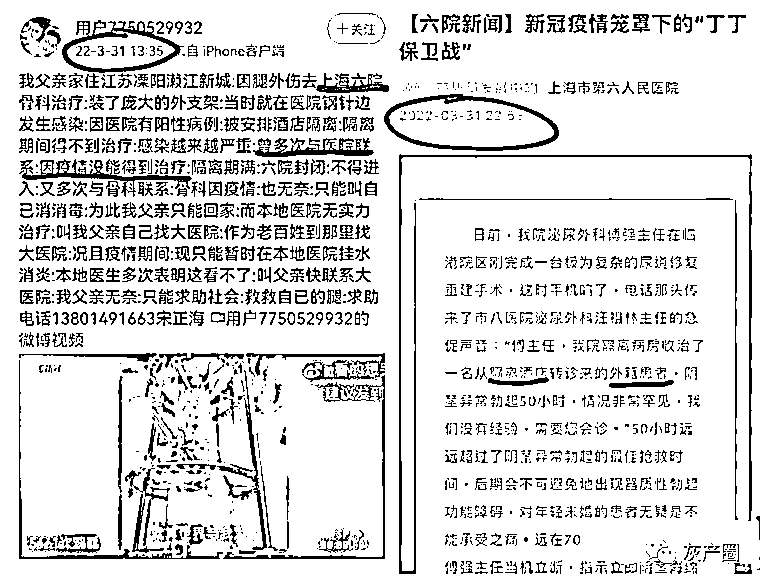 用户7750529932
22-3-31 13:35 来自 iPhone客户端
十关注
我父亲家住江苏溧阳濑江新城:因腿外伤去上海六院
骨科治疗:装了庞大的外支架:当时就在医院钢针边
发生感染:因医院有阳性病例:被安排酒店隔离:隔离
期间得不到治疗:感染越来越严重:曾多次与医院联
系:因疫情没能得到治疗:隔离期满:六院封闭:不得进
入:又多次与骨科联系:骨科因疫情:也无奈:只能叫自
己消消毒:为此我父亲只能回家:而本地医院无实力
治疗:叫我父亲自己找大医院:作为老百姓到那里找
大医院:况且疫情期间:现只能暂时在本地医院挂水
消炎:本地医生多次表明这看不了:叫父亲快联系大
医院:我父亲无奈:只能求助社会:救救自已的腿:求助
电话13801491663宋正海 用户7750529932的
微博视频
【六院新闻】新冠疫情笼罩下的“丁丁
保卫战”
上海市第六人民医院
2022-03-31 22:
日前，我院泌尿外科傅强主任在临
港院区刚完成一台极为复杂的尿道修复
重建手术，这时手机响了，电话那头传
来了市八医院泌尿外科汪祖林主任的急
促声音：“傅主任，我院隔离病房收治了
一名从隔离酒店转诊来的外籍患者，阴
茎异常勃起50小时，情况非常罕见，我
们没有经验，需要您会诊。”50小时远
远超过了阴茎异常勃起的最佳抢救时
间，后期会不可避免地出现器质性勃起
功能障碍，对年轻未婚的患者无疑是不
能承受之痛。远在70
傅强主任当机立断，指示立即
灰产圈